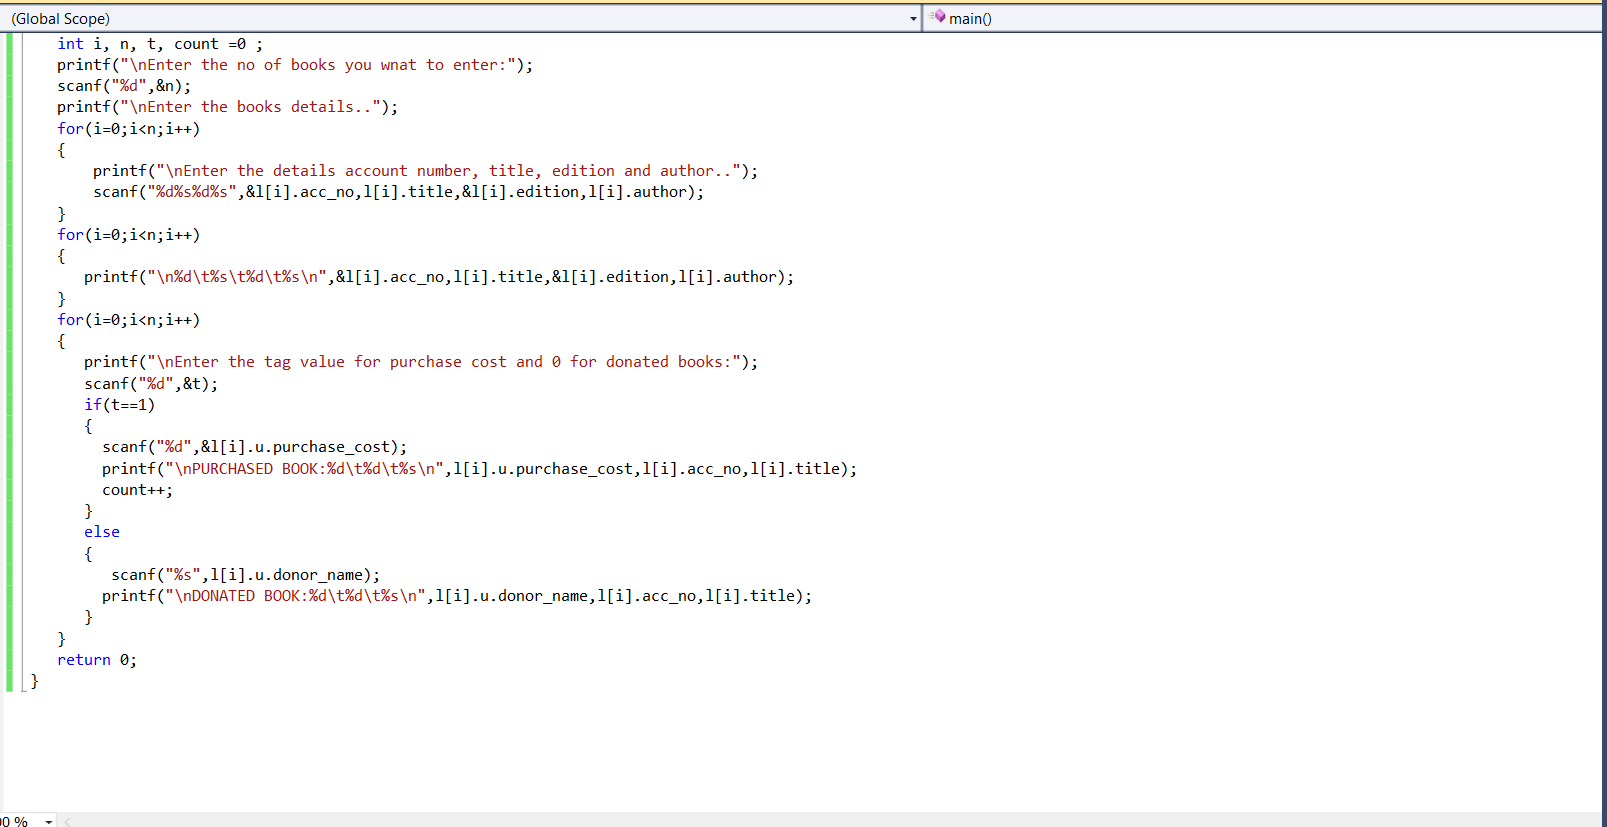 (Global Scope) main()
int i, n, t, count =0 ;
printf("\nEnter the no of books you wnat to enter:");
scanf("%d",&n);
printf("\nEnter the books details..");
for(i=0;i<n;i++)
{
printf("\nEnter the details account number, title, edition and author..");
scanf("%d%s%d%s",&l[i].acc_no,l[i].title,&l[i].edition,l[i].author);
}
for(i=0;i<n;i++)
{
printf("\n%d\t%s\t%d\t%s\n",&l[i].acc_no,l[i].title,&l[i].edition,l[i].author);
}
for(i=0;i<n;i++)
{
printf("\nEnter the tag value for purchase cost and 0 for donated books:");
scanf("%d",&t);
if(t==1)
{
scanf("%d",&l[i].u.purchase_cost);
printf("\nPURCHASED BOOK:%d\t%d\t%s\n",l[i].u.purchase_cost,l[i].acc_no,l[i].title);
count++;
}
else
{
scanf("%s",l[i].u.donor_name);
printf("\nDONATED BOOK:%d\t%d\t%s\n",l[i].u.donor_name,l[i].acc_no,l[i].title);
}
}
return 0;
}
0 %